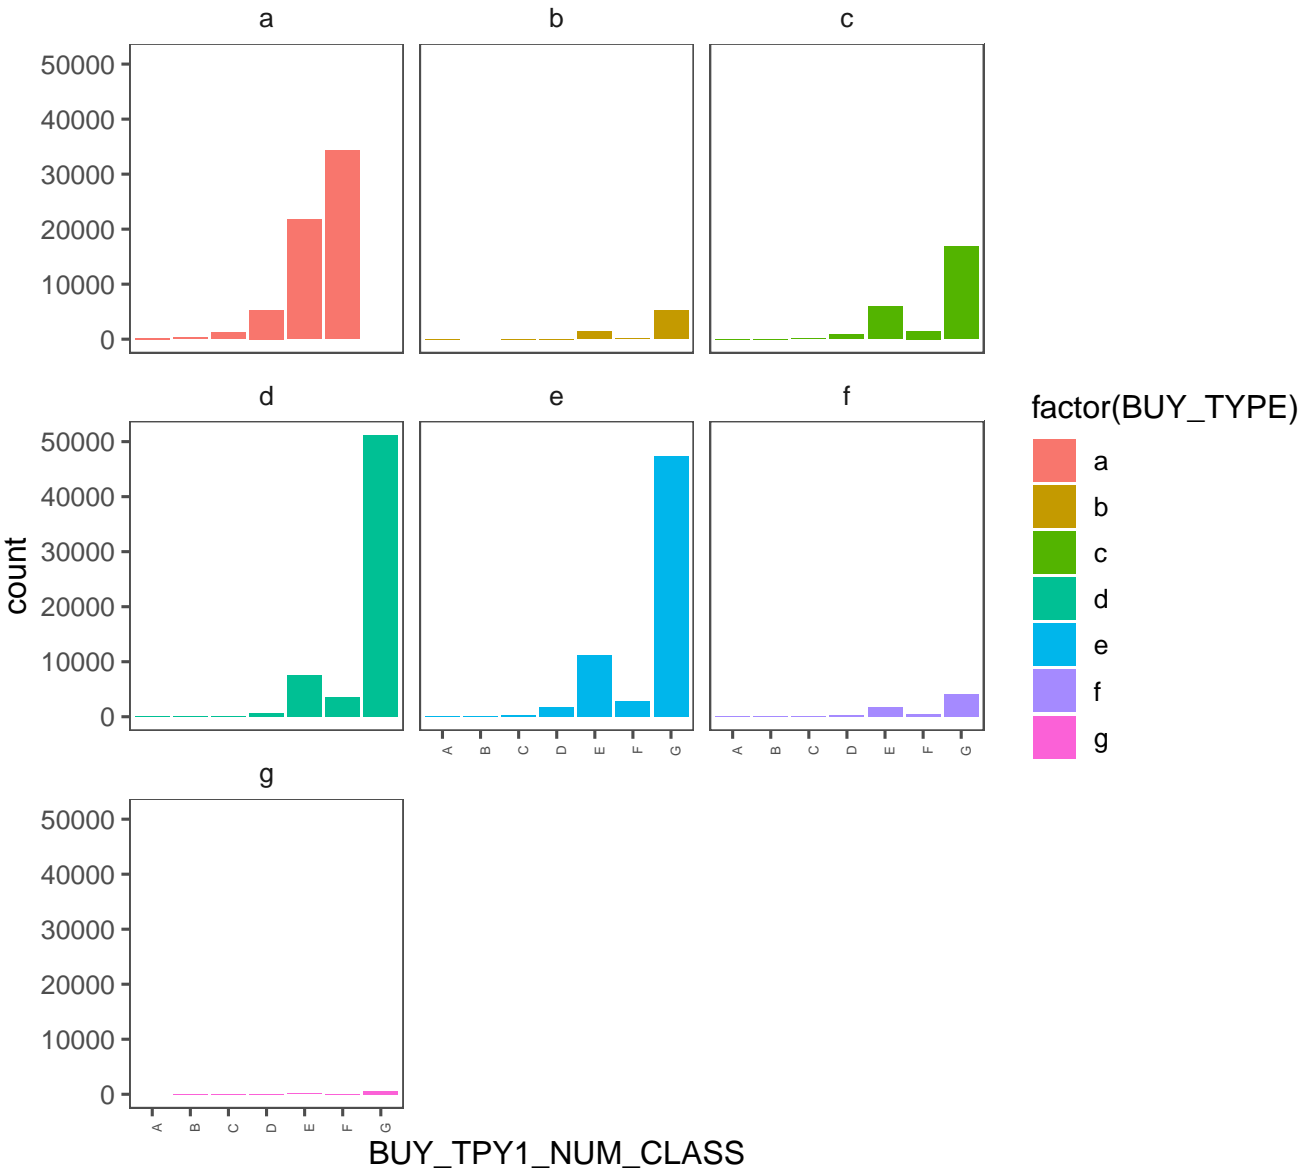 a
b
c
50000
40000
30000
20000
10000
0
d
e
f
50000
40000
30000
20000
10000
0
A B C D E F G
A B C D E F G
g
50000
40000
30000
20000
10000
0
A B C D E F G
count
BUY_TPY1_NUM_CLASS
factor(BUY_TYPE)
a
b
c
d
e
f
g